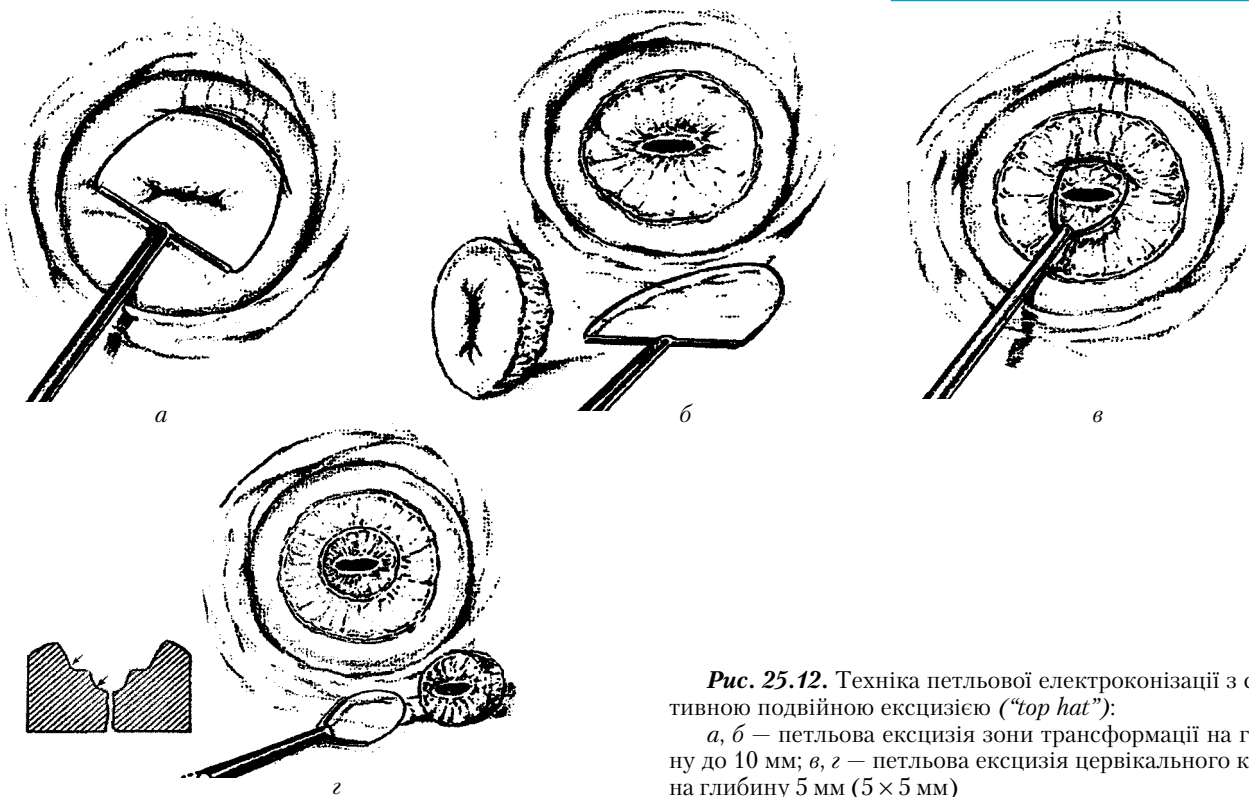 а
б
в
г
Рис. 25.12. Техніка петльової електроконізації з с
тивною подвійною ексцизією (“top hat”):
а, б — петльова ексцизія зони трансформації на г
ну до 10 мм; в, г — петльова ексцизія цервікального к
на глибину 5 мм (5 × 5 мм)